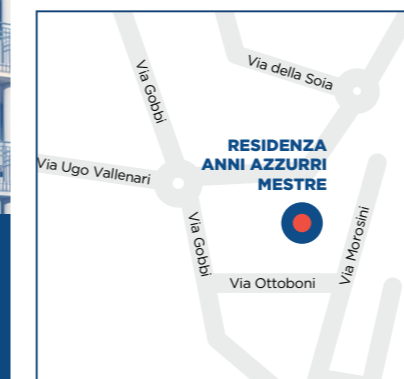 Via Gobbi
Via della Soia
RESIDENZA
ANNI AZZURRI
MESTRE
Via Ugo Vallenari
Via Gobbi
Via Morosini
Via Ottoboni